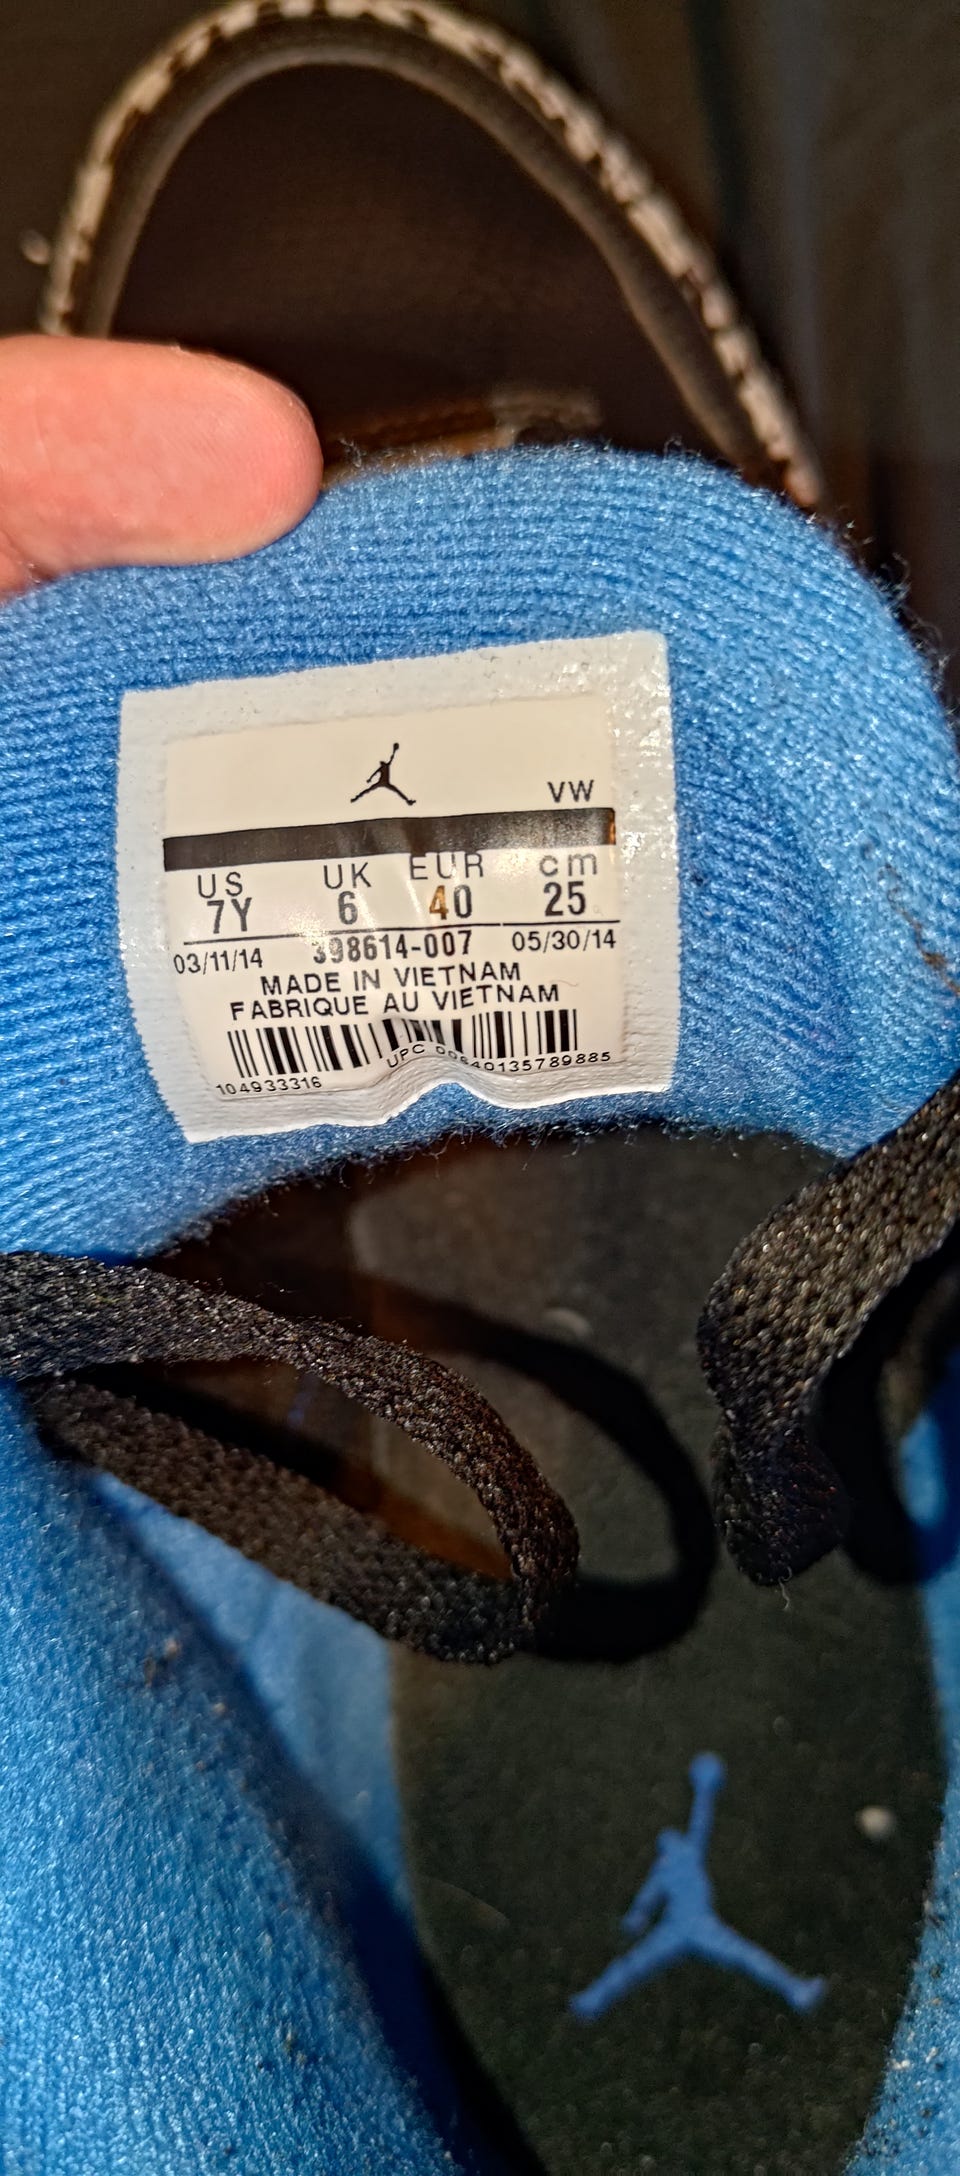 VW
US UK EUR cm
7Y 6 40 25
03/11/14 398614-007 05/30/14
MADE IN VIETNAM
FABRIQUE AU VIETNAM
104933316 UPC 00640135789885